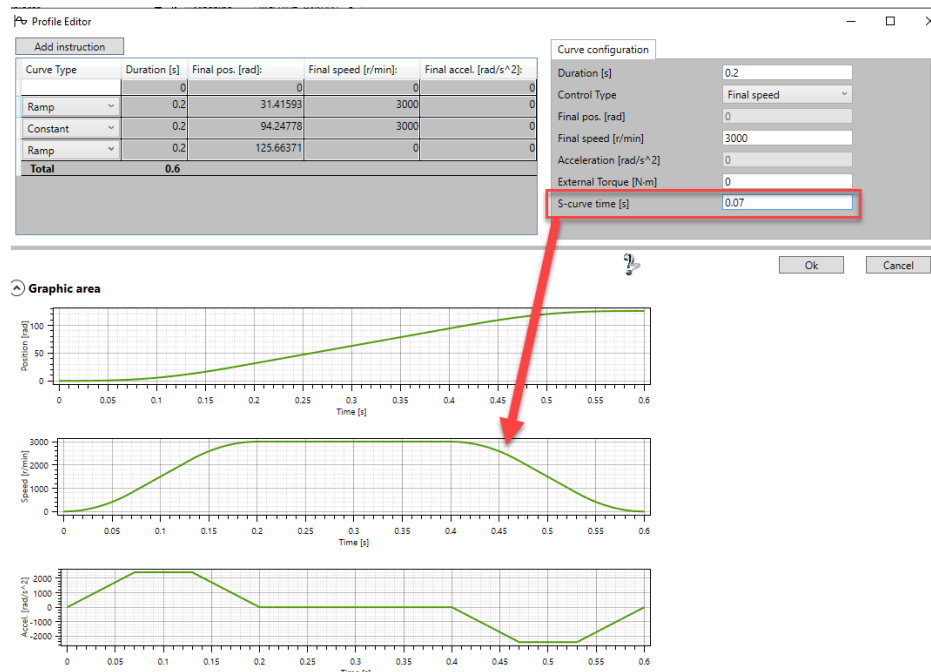 Profile Editor
Add instruction
Curve Type Duration [s] Final pos. [rad]: Final speed [r/min]: Final accel. [rad/s^2]:
0 0 0 0
Ramp 0.2 31.41593 3000 0
Constant 0.2 94.24778 3000 0
Ramp 0.2 125.66371 0 0
Total 0.6
Curve configuration
Duration [s] 0.2
Control Type Final speed
Final pos. [rad] 0
Final speed [r/min] 3000
Acceleration [rad/s^2] 0
External Torque [N·m] 0
S-curve time [s] 0.07
Ok Cancel
Graphic area
Position [rad]
100
50
0
0 0.05 0.1 0.15 0.2 0.25 0.3 0.35 0.4 0.45 0.5 0.55 0.6
Time [s]
Speed [r/min]
3000
2000
1000
0
0 0.05 0.1 0.15 0.2 0.25 0.3 0.35 0.4 0.45 0.5 0.55 0.6
Time [s]
Accel. [rad/s^2]
2000
1000
0
-1000
-2000
0 0.05 0.1 0.15 0.2 0.25 0.3 0.35 0.4 0.45 0.5 0.55 0.6